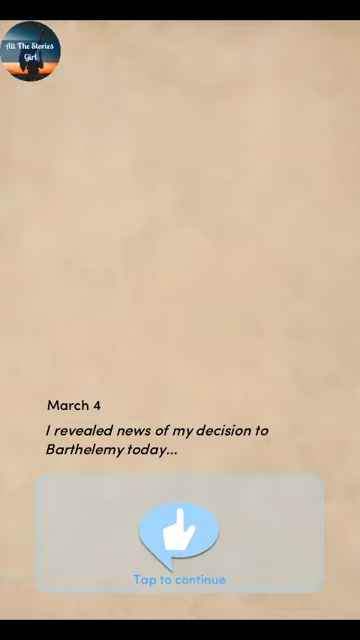 All The Stories
Girl
March 4
I revealed news of my decision to
Barthelemy today...
Tap to continue